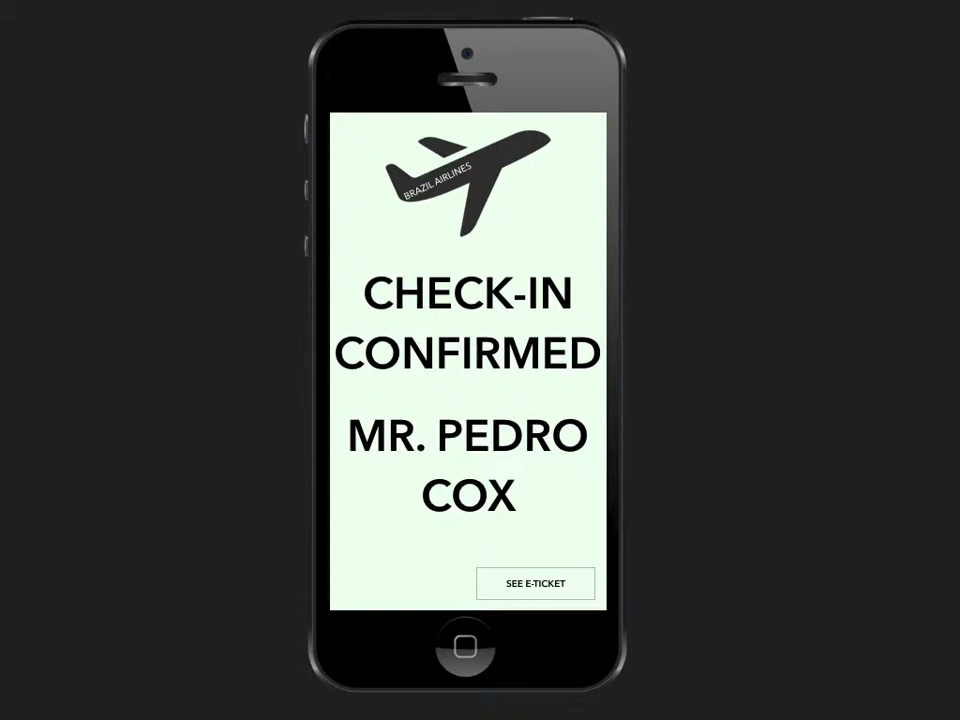 BRAZIL AIRLINES
CHECK-IN
CONFIRMED
MR. PEDRO
COX
SEE E-TICKET